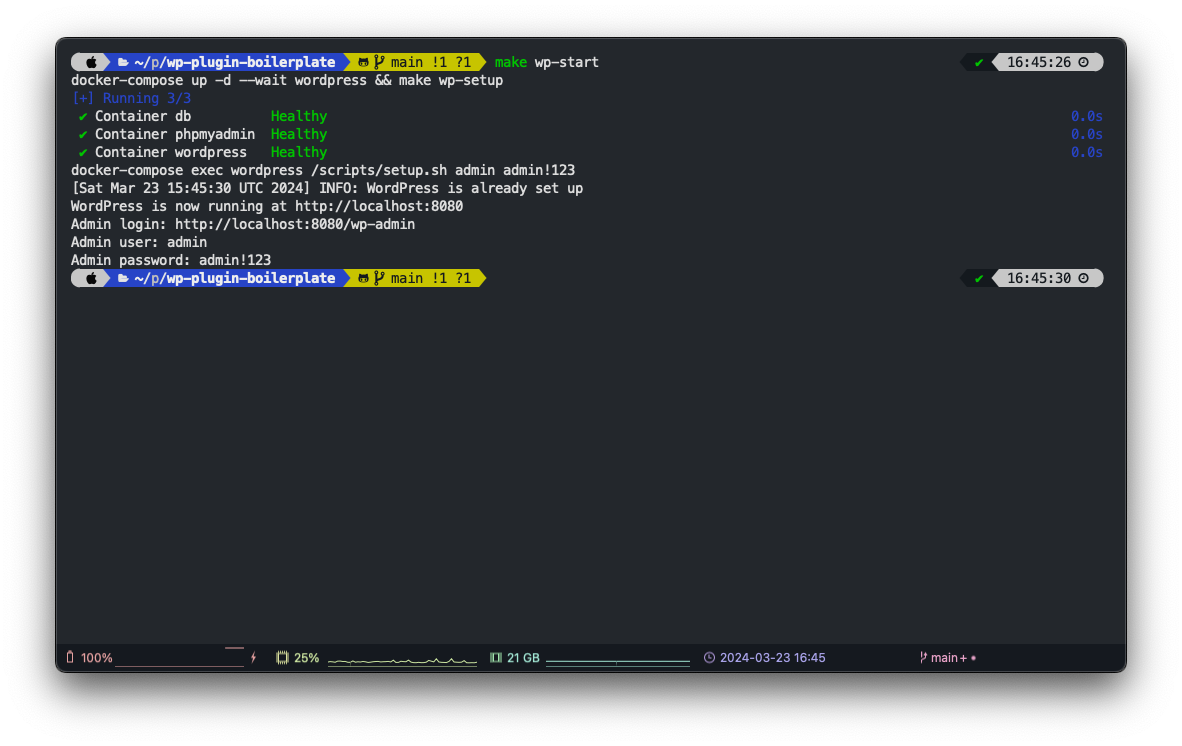 ~/p/wp-plugin-boilerplate main !1 ?1 make wp-start ✔ 16:45:26
docker-compose up -d --wait wordpress && make wp-setup
[+] Running 3/3
✔ Container db Healthy 0.0s
✔ Container phpmyadmin Healthy 0.0s
✔ Container wordpress Healthy 0.0s
docker-compose exec wordpress /scripts/setup.sh admin admin!123
[Sat Mar 23 15:45:30 UTC 2024] INFO: WordPress is already set up
WordPress is now running at http://localhost:8080
Admin login: http://localhost:8080/wp-admin
Admin user: admin
Admin password: admin!123
~/p/wp-plugin-boilerplate main !1 ?1 ✔ 16:45:30
100% 25% 21 GB 2024-03-23 16:45 main+•